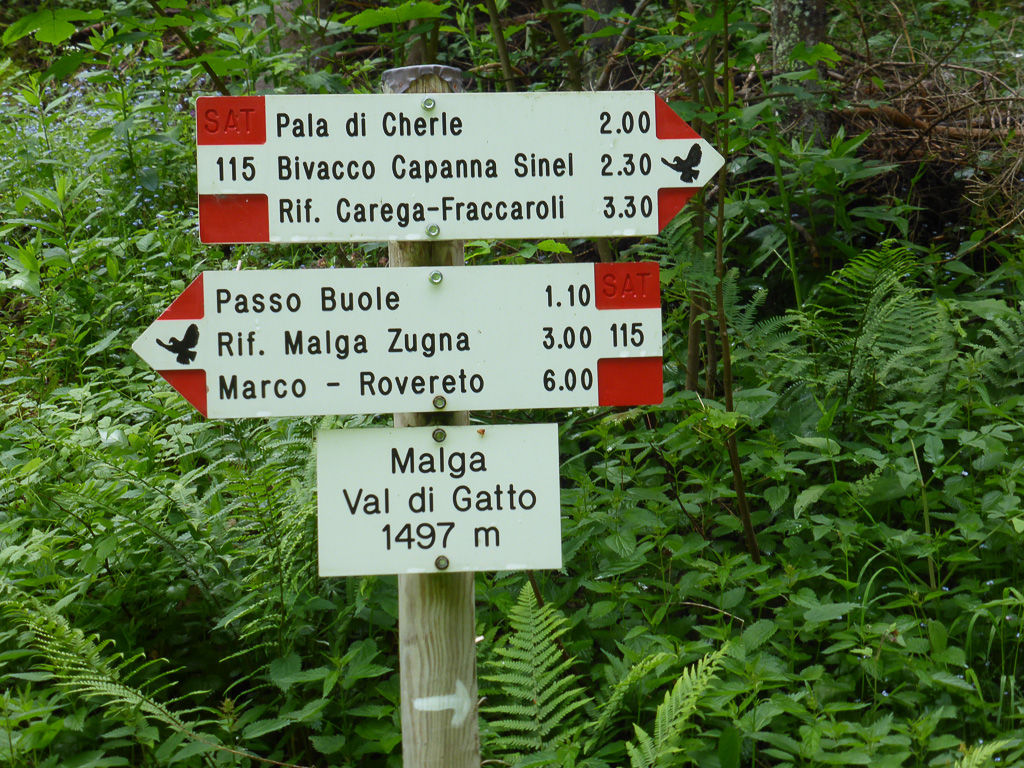 SAT
Pala di Cherle 2.00
115 Bivacco Capanna Sinel 2.30
Rif. Carega-Fraccaroli 3.30
Passo Buole 1.10 SAT
Rif. Malga Zugna 3.00 115
Marco - Rovereto 6.00
Malga
Val di Gatto
1497 m